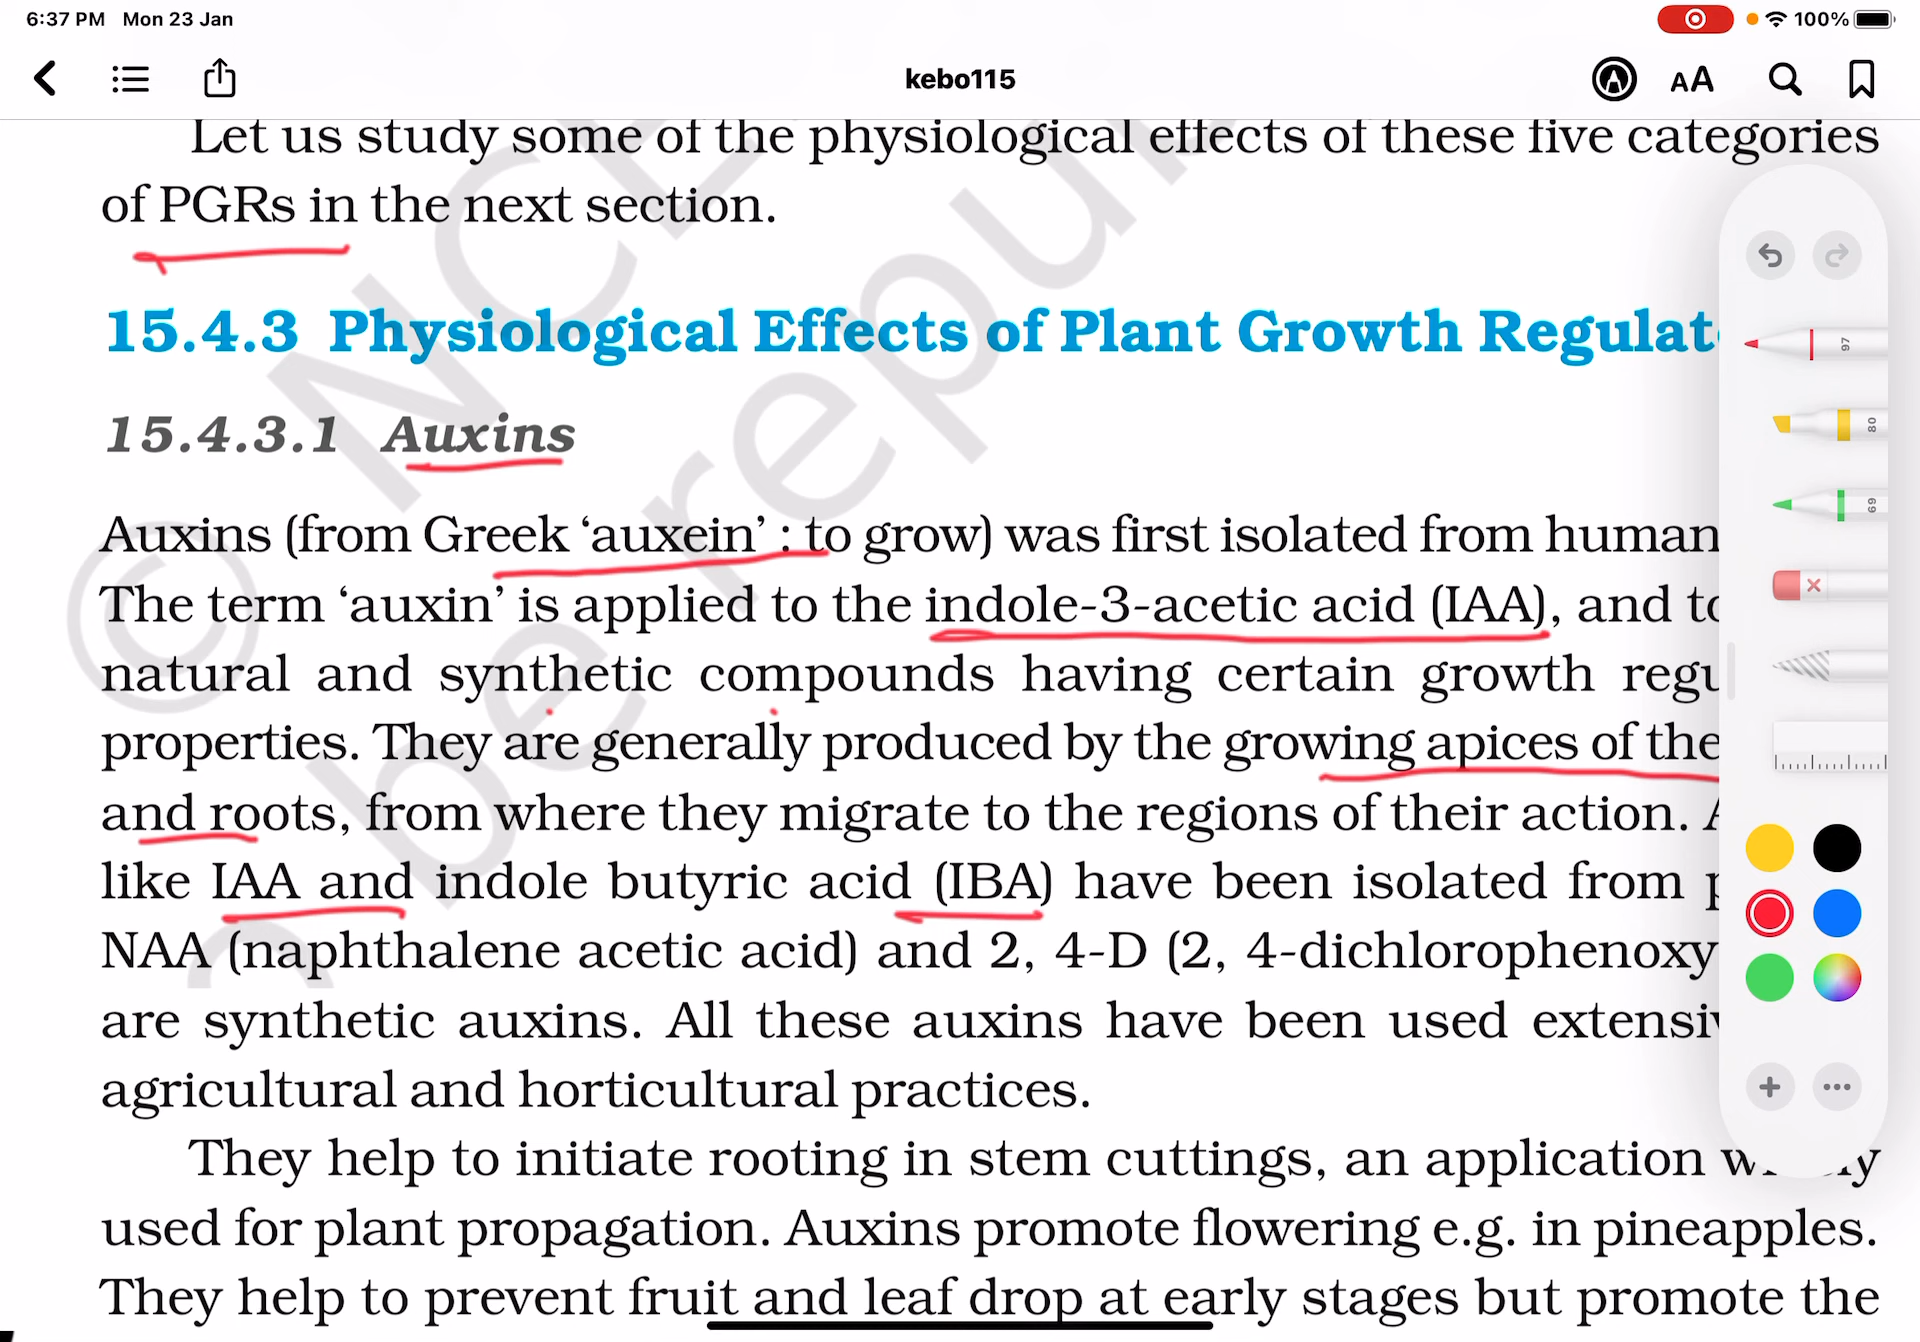 6:37 PM Mon 23 Jan 100%
kebo115
Let us study some of the physiological effects of these five categories
of PGRs in the next section.
15.4.3 Physiological Effects of Plant Growth Regulat
15.4.3.1 Auxins
Auxins (from Greek ‘auxein’ : to grow) was first isolated from human
The term ‘auxin’ is applied to the indole-3-acetic acid (IAA), and to
natural and synthetic compounds having certain growth regu
properties. They are generally produced by the growing apices of the
and roots, from where they migrate to the regions of their action. A
like IAA and indole butyric acid (IBA) have been isolated from p
NAA (naphthalene acetic acid) and 2, 4-D (2, 4-dichlorophenoxy
are synthetic auxins. All these auxins have been used extensiv
agricultural and horticultural practices.
They help to initiate rooting in stem cuttings, an application
used for plant propagation. Auxins promote flowering e.g. in pineapples.
They help to prevent fruit and leaf drop at early stages but promote the
AA
97
80
69
© NCE
be repu